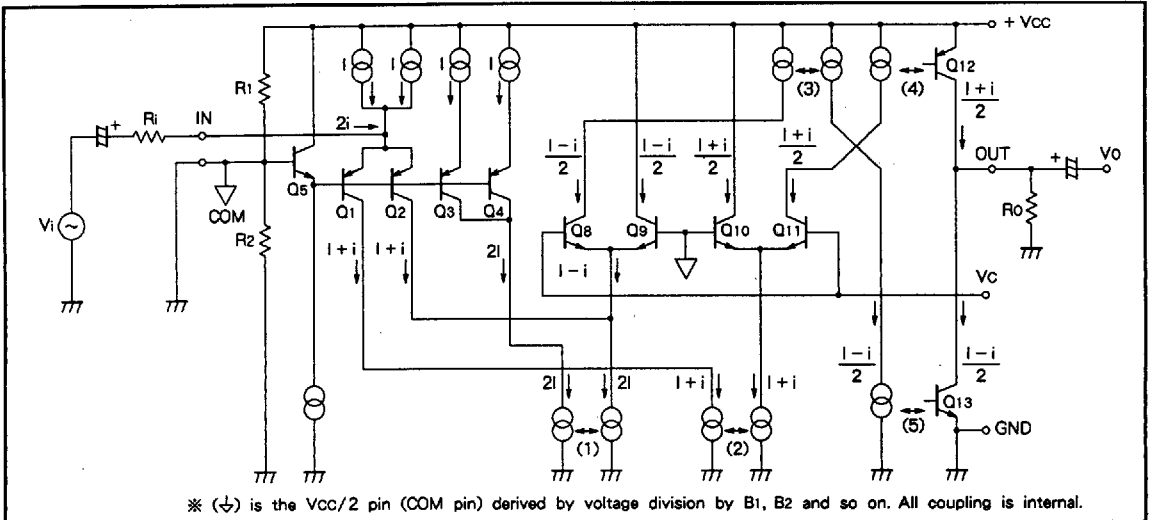 + VCC
I
I
I
I
(3)
(4)
Q12
R1
I+i
2
Ri
IN
2i
I−i
2
I−i
2
I+i
2
I+i
2
OUT
+
VO
+
Q5
COM
Q1
Q2
Q3
Q4
Vi
R2
RO
Q8
Q9
Q10
Q11
I+i
I+i
2I
I−i
VC
2I
2I
I+i
I+i
I−i
2
I−i
2
Q13
(1)
(2)
(5)
GND
※ (⏚) is the VCC/2 pin (COM pin) derived by voltage division by B1, B2 and so on. All coupling is internal.